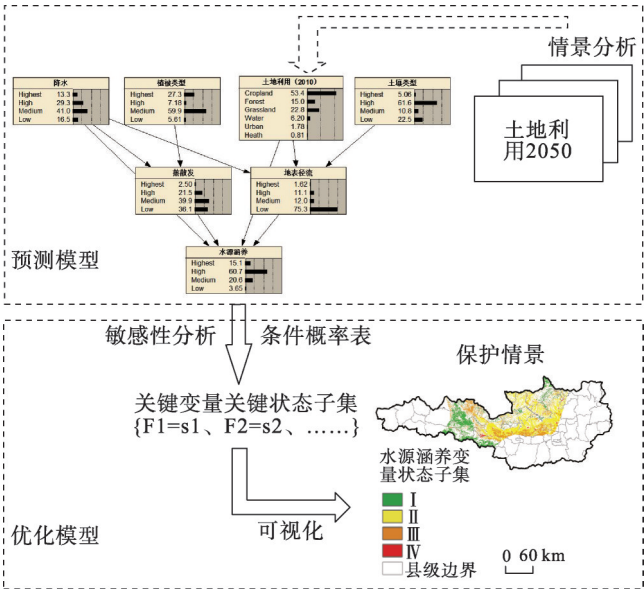 情景分析
降水
Highest 13.3
High 29.3
Medium 41.0
Low 16.5
植被类型
Highest 27.3
High 7.18
Medium 59.9
Low 5.61
土地利用（2010）
Cropland 53.4
Forest 15.0
Grassland 22.8
Water 6.20
Urban 1.78
Heath 0.81
土壤类型
Highest 5.06
High 61.6
Medium 10.8
Low 22.5
土地利
用2050
蒸散发
Highest 2.50
High 21.5
Medium 39.9
Low 36.1
地表径流
Highest 1.62
High 11.1
Medium 12.0
Low 75.3
水源涵养
Highest 15.1
High 60.7
Medium 20.6
Low 3.65
预测模型
敏感性分析
条件概率表
保护情景
关键变量关键状态子集
{F1=s1、F2=s2、……}
水源涵养变
量状态子集
I
II
III
IV
县级边界
0 60 km
可视化
优化模型